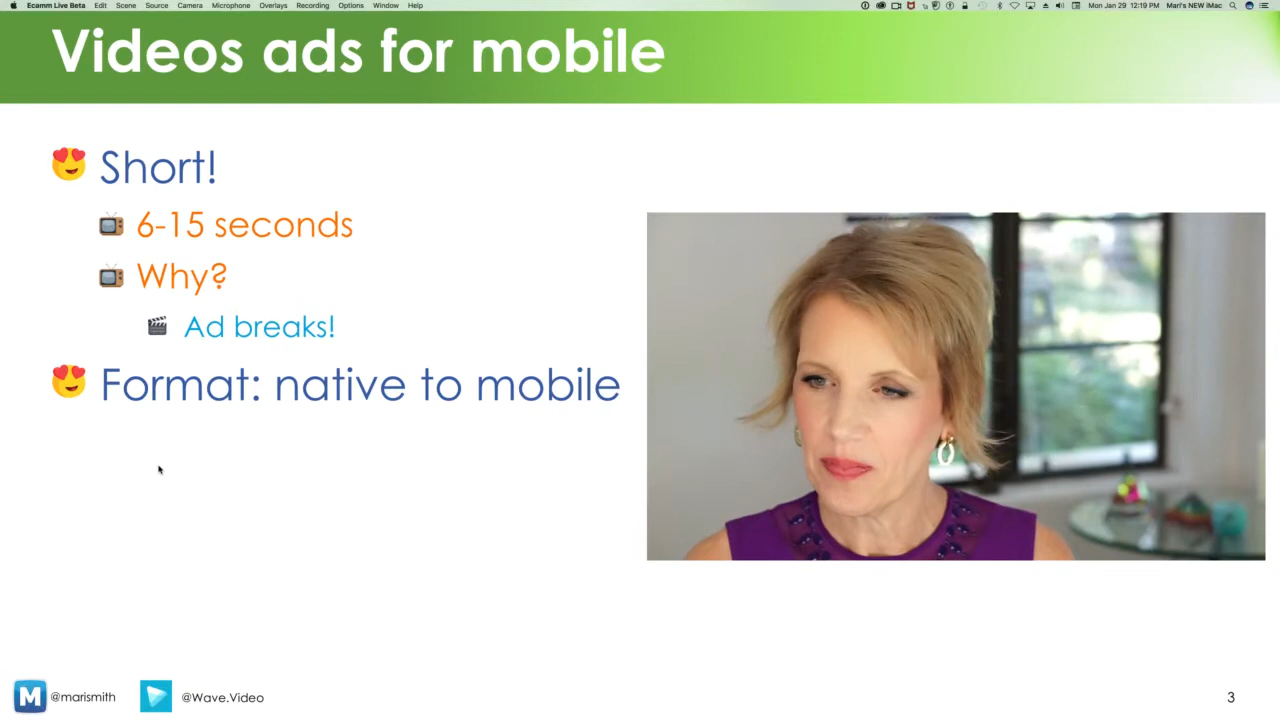 Ecamm Live Beta Edit Scene Source Camera Microphone Overlays Recording Options Window Help Mon Jan 29 12:19 PM Mari's NEW iMac
Videos ads for mobile
Short!
6-15 seconds
Why?
Ad breaks!
Format: native to mobile
M @marismith @Wave.Video 3